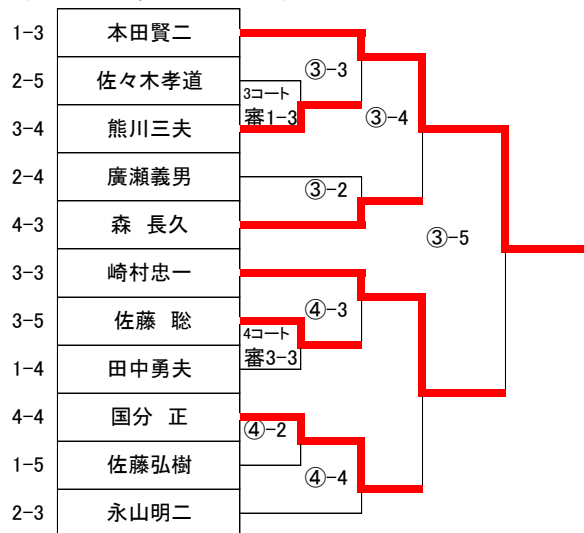 1-3 本田賢二
③-3
2-5 佐々木孝道
3コート
審1-3
3-4 熊川三夫
③-4
2-4 廣瀬義男
③-2
4-3 森 長久
③-5
3-3 崎村忠一
④-3
3-5 佐藤 聡
4コート
審3-3
1-4 田中勇夫
4-4 国分 正
④-2
1-5 佐藤弘樹
④-4
2-3 永山明二